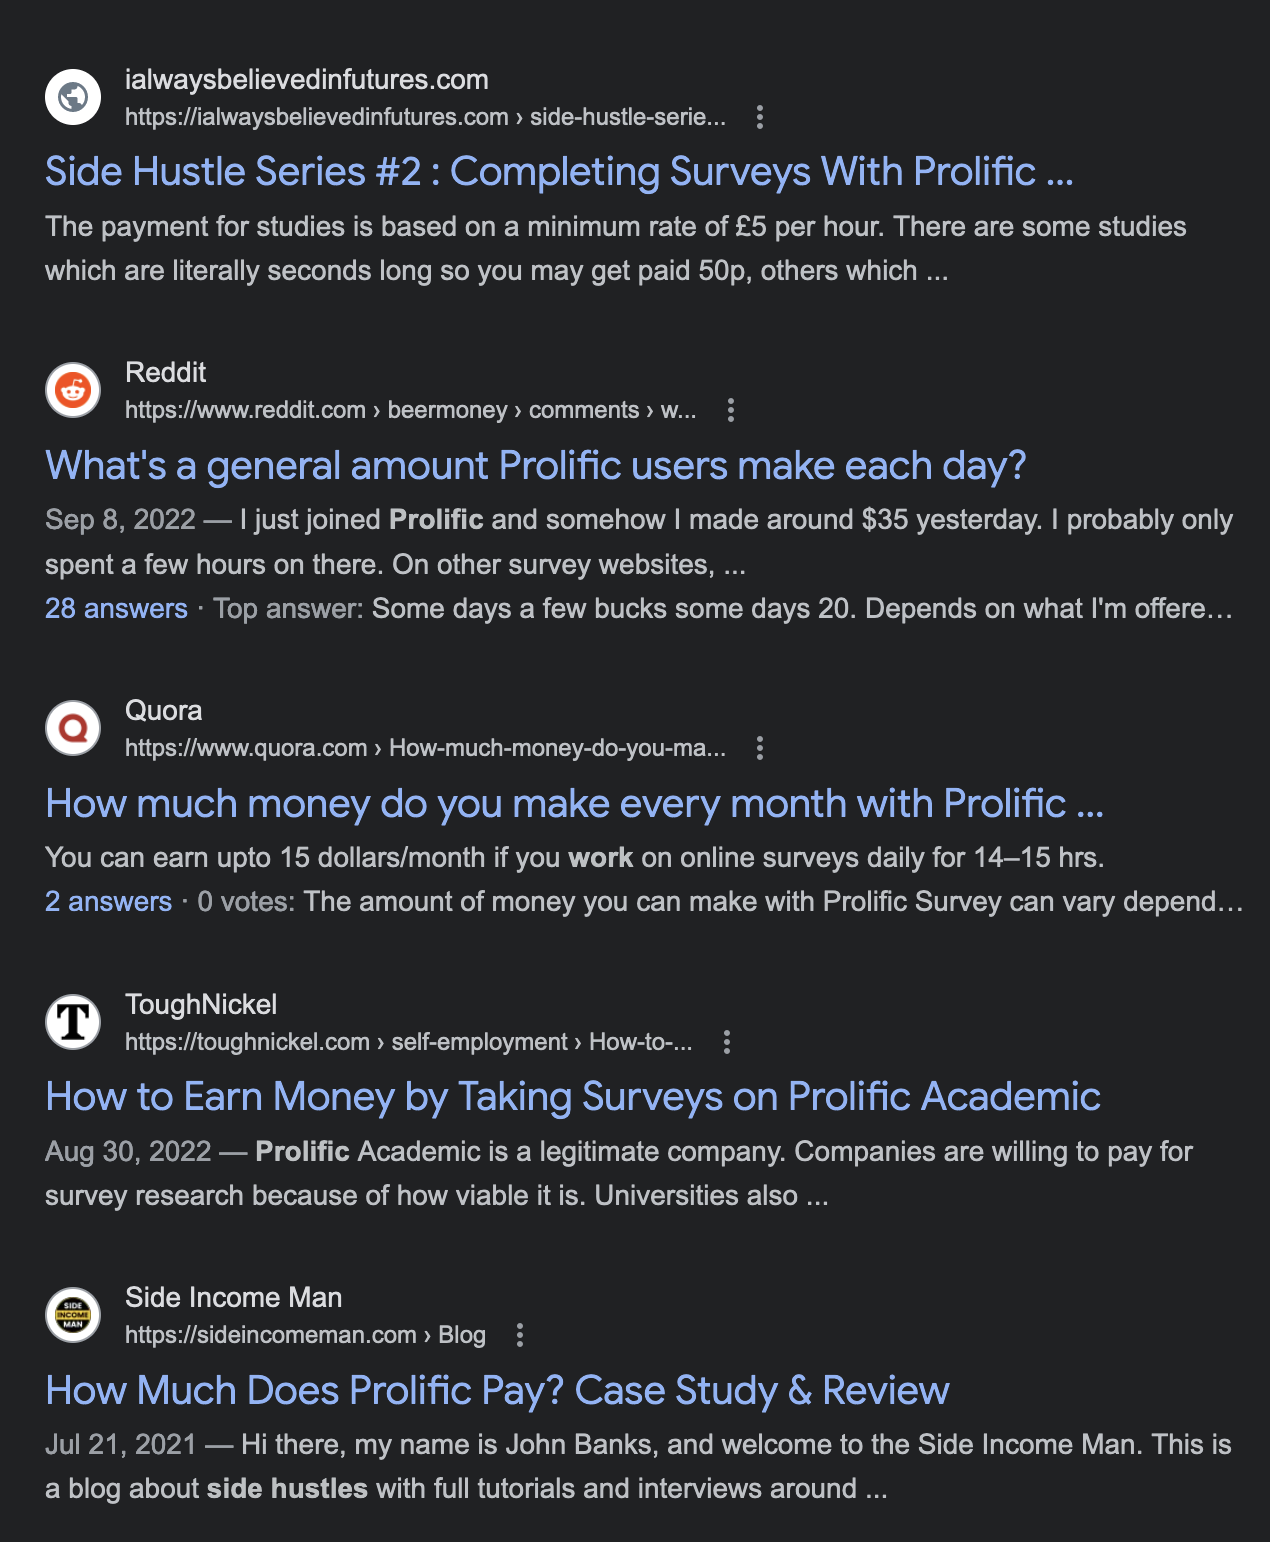 ialwaysbelievedinfutures.com
https://ialwaysbelievedinfutures.com › side-hustle-serie...
Side Hustle Series #2 : Completing Surveys With Prolific ...
The payment for studies is based on a minimum rate of £5 per hour. There are some studies
which are literally seconds long so you may get paid 50p, others which ...
Reddit
https://www.reddit.com › beermoney › comments › w...
What's a general amount Prolific users make each day?
Sep 8, 2022 — I just joined Prolific and somehow I made around $35 yesterday. I probably only
spent a few hours on there. On other survey websites, ...
28 answers · Top answer: Some days a few bucks some days 20. Depends on what I'm offere...
Quora
https://www.quora.com › How-much-money-do-you-ma...
How much money do you make every month with Prolific ...
You can earn upto 15 dollars/month if you work on online surveys daily for 14–15 hrs.
2 answers · 0 votes: The amount of money you can make with Prolific Survey can vary depend...
T
ToughNickel
https://toughnickel.com › self-employment › How-to-...
How to Earn Money by Taking Surveys on Prolific Academic
Aug 30, 2022 — Prolific Academic is a legitimate company. Companies are willing to pay for
survey research because of how viable it is. Universities also ...
SIDE
INCOME
MAN
Side Income Man
https://sideincomeman.com › Blog
How Much Does Prolific Pay? Case Study & Review
Jul 21, 2021 — Hi there, my name is John Banks, and welcome to the Side Income Man. This is
a blog about side hustles with full tutorials and interviews around ...